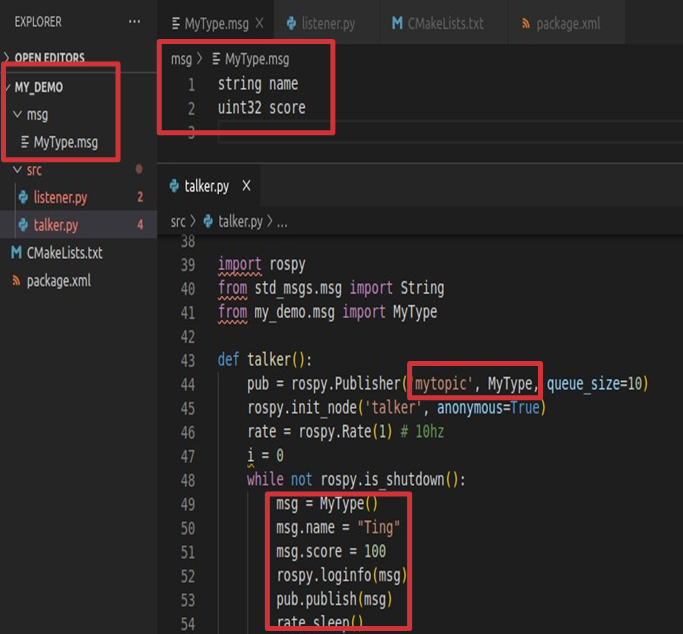 EXPLORER
...
OPEN EDITORS
MY_DEMO
msg
MyType.msg
src
listener.py 2
talker.py 4
CMakeLists.txt
package.xml
MyType.msg
listener.py
CMakeLists.txt
package.xml
msg > MyType.msg
1 string name
2 uint32 score
3
talker.py
src > talker.py > ...
38
39 import rospy
40 from std_msgs.msg import String
41 from my_demo.msg import MyType
42
43 def talker():
44 pub = rospy.Publisher('mytopic', MyType, queue_size=10)
45 rospy.init_node('talker', anonymous=True)
46 rate = rospy.Rate(1) # 10hz
47 i = 0
48 while not rospy.is_shutdown():
49 msg = MyType()
50 msg.name = "Ting"
51 msg.score = 100
52 rospy.loginfo(msg)
53 pub.publish(msg)
54 rate.sleep()